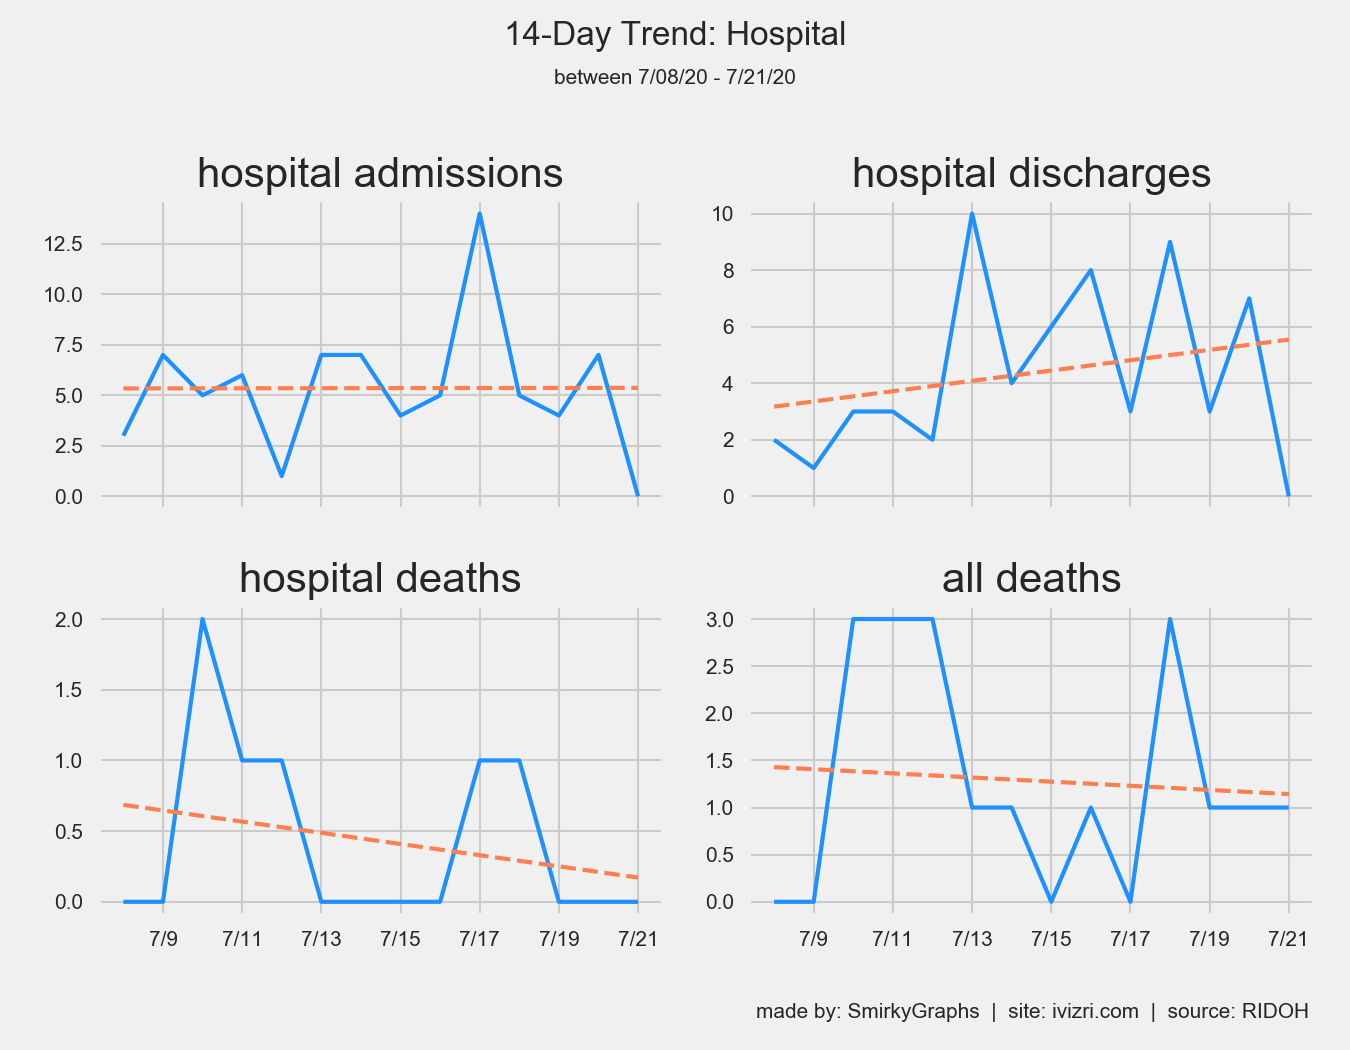 14-Day Trend: Hospital
between 7/08/20 - 7/21/20
hospital admissions
12.5
10.0
7.5
5.0
2.5
0.0
hospital discharges
10
8
6
4
2
0
hospital deaths
2.0
1.5
1.0
0.5
0.0
7/9 7/11 7/13 7/15 7/17 7/19 7/21
all deaths
3.0
2.5
2.0
1.5
1.0
0.5
0.0
7/9 7/11 7/13 7/15 7/17 7/19 7/21
made by: SmirkyGraphs | site: ivizri.com | source: RIDOH